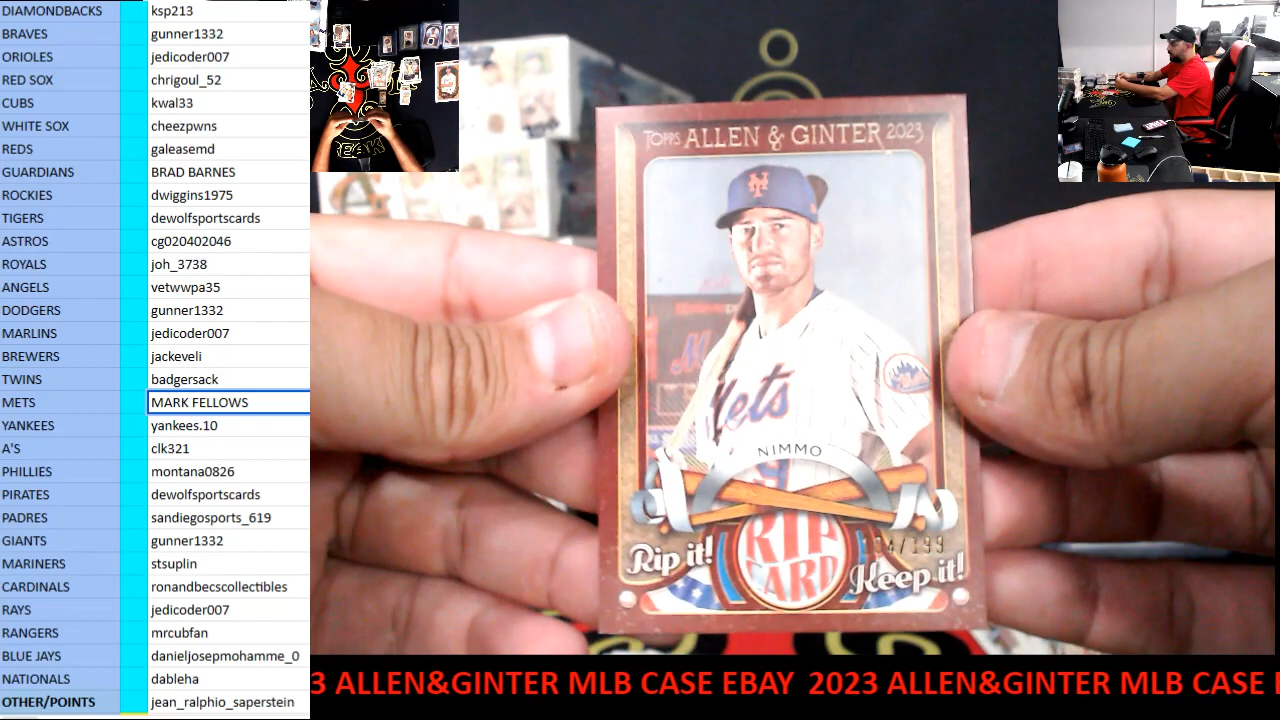 DIAMONDBACKS ksp213
BRAVES gunner1332
ORIOLES jedicoder007
RED SOX chrigoul_52
CUBS kwal33
WHITE SOX cheezpwns
REDS galeasemd
GUARDIANS BRAD BARNES
ROCKIES dwiggins1975
TIGERS dewolfsportscards
ASTROS cg020402046
ROYALS joh_3738
ANGELS vetwwpa35
DODGERS gunner1332
MARLINS jedicoder007
BREWERS jackeveli
TWINS badgersack
METS MARK FELLOWS
YANKEES yankees.10
A'S clk321
PHILLIES montana0826
PIRATES dewolfsportscards
PADRES sandiegosports_619
GIANTS gunner1332
MARINERS stsuplin
CARDINALS ronandbecscollectibles
RAYS jedicoder007
RANGERS mrcubfan
BLUE JAYS danieljosepmohamme_0
NATIONALS dableha
OTHER/POINTS jean_ralphio_saperstein
TOPPS ALLEN & GINTER 2023
Mets
NIMMO
Rip it!
RIP
CARD
Keep it!
3 ALLEN&GINTER MLB CASE EBAY 2023 ALLEN&GINTER MLB CASE E